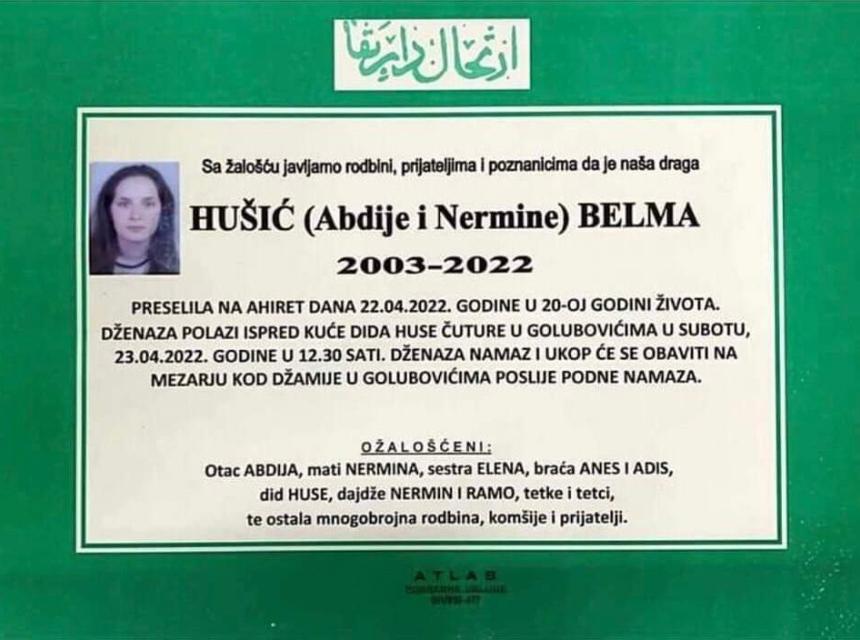 ارتحال دار بقا
Sa žalošću javljamo rodbini, prijateljima i poznanicima da je naša draga
HUŠIĆ (Abdije i Nermine) BELMA
2003-2022
PRESELILA NA AHIRET DANA 22.04.2022. GODINE U 20-OJ GODINI ŽIVOTA.
DŽENAZA POLAZI ISPRED KUĆE DIDA HUSE ČUTURE U GOLUBOVIĆIMA U SUBOTU,
23.04.2022. GODINE U 12.30 SATI. DŽENAZA NAMAZ I UKOP ĆE SE OBAVITI NA
MEZARJU KOD DŽAMIJE U GOLUBOVIĆIMA POSLIJE PODNE NAMAZA.
OŽALOŠĆENI:
Otac ABDIJA, mati NERMINA, sestra ELENA, braća ANES I ADIS,
did HUSE, dajdže NERMIN I RAMO, tetke i tetci,
te ostala mnogobrojna rodbina, komšije i prijatelji.
ATLAS